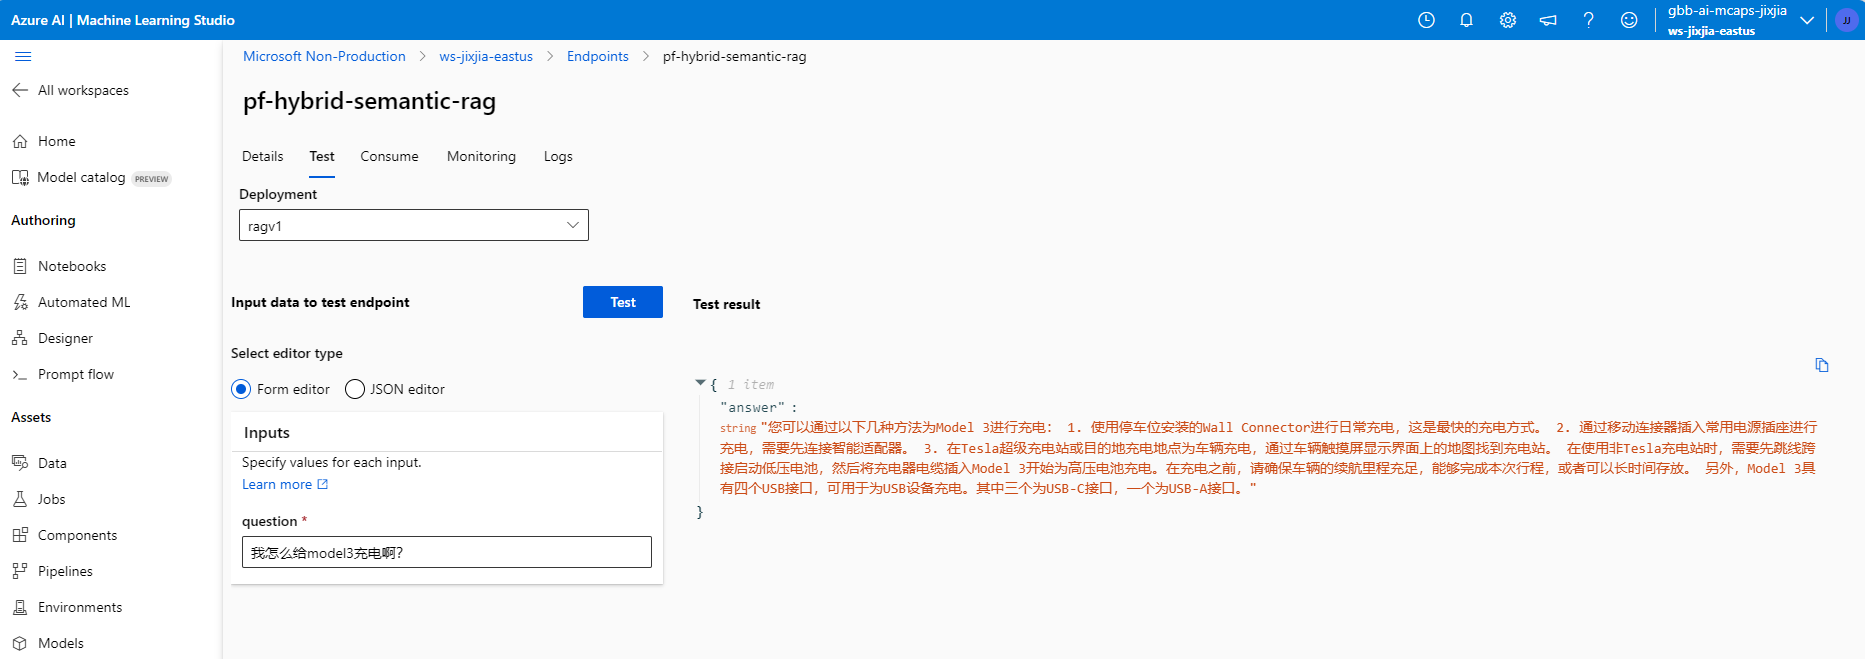 Azure AI | Machine Learning Studio
gbb-ai-mcaps-jixjia
ws-jixjia-eastus
JJ
All workspaces
Home
Model catalog PREVIEW
Authoring
Notebooks
Automated ML
Designer
Prompt flow
Assets
Data
Jobs
Components
Pipelines
Environments
Models
Microsoft Non-Production > ws-jixjia-eastus > Endpoints > pf-hybrid-semantic-rag
pf-hybrid-semantic-rag
Details Test Consume Monitoring Logs
Deployment
ragv1
Input data to test endpoint
Test
Select editor type
Form editor JSON editor
Inputs
Specify values for each input.
Learn more
question *
我怎么给model3充电啊?
Test result
{ 1 item
"answer" :
string "您可以通过以下几种方法为Model 3进行充电： 1. 使用停车位安装的Wall Connector进行日常充电，这是最快的充电方式。 2. 通过移动连接器插入常用电源插座进行
充电，需要先连接智能适配器。 3. 在Tesla超级充电站或目的地充电地点为车辆充电，通过车辆触摸屏显示界面上的地图找到充电站。 在使用非Tesla充电站时，需要先跳线跨
接启动低压电池，然后将充电器电缆插入Model 3开始为高压电池充电。在充电之前，请确保车辆的续航里程充足，能够完成本次行程，或者可以长时间存放。 另外，Model 3具
有四个USB接口，可用于为USB设备充电。其中三个为USB-C接口，一个为USB-A接口。"
}